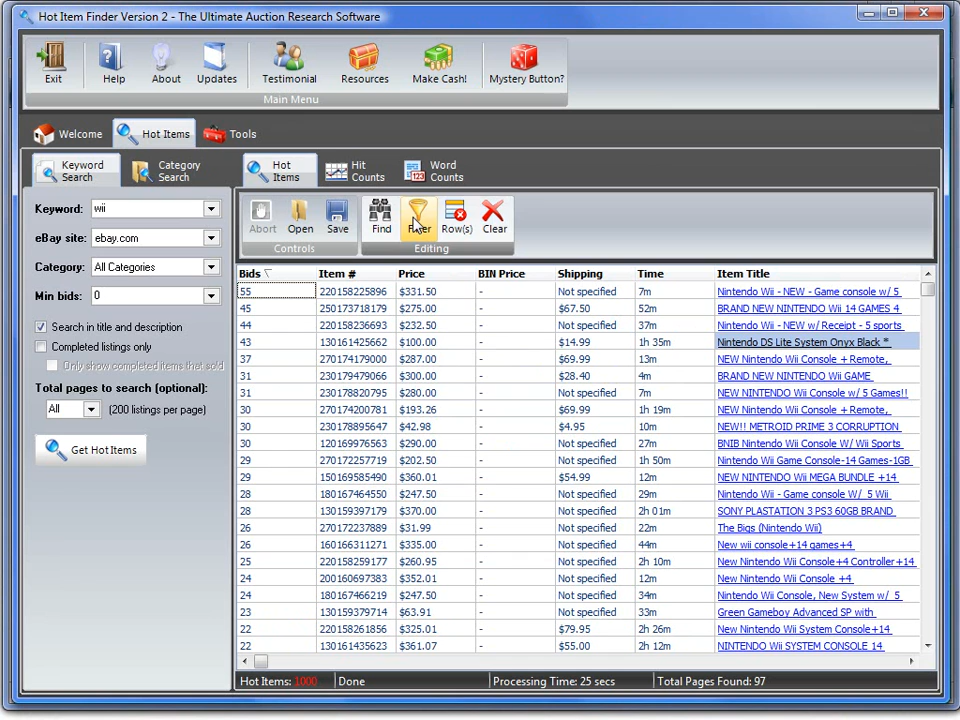 Hot Item Finder Version 2 - The Ultimate Auction Research Software
Exit Help About Updates Testimonial Resources Make Cash! Mystery Button?
Main Menu
Welcome Hot Items Tools
Keyword Search Category Search Hot Items Hit Counts Word Counts
Keyword: wii
eBay site: ebay.com
Category: All Categories
Min bids: 0
Search in title and description
Completed listings only
Only show completed items that sold
Total pages to search (optional):
All (200 listings per page)
Get Hot Items
Abort Open Save Find Filter Row(s) Clear
Controls Editing
Bids Item # Price BIN Price Shipping Time Item Title
55 220158225896 $331.50 - Not specified 7m Nintendo Wii - NEW - Game console w/ 5
45 250173718179 $275.00 - $67.50 52m BRAND NEW NINTENDO Wii 14 GAMES 4
44 220158236693 $232.50 - Not specified 37m Nintendo Wii - NEW w/ Receipt - 5 sports
43 130161425662 $100.00 - $14.99 1h 35m Nintendo DS Lite System Onyx Black *
37 270174279000 $287.00 - $69.99 13m NEW Nintendo Wii Console + Remote,
31 230179479066 $300.00 - $28.40 4m BRAND NEW NINTENDO Wii GAME
31 230178820795 $280.00 - Not specified 7m NEW NINTENDO Wii CONSOLE w/ 5 Games!!
30 270174200781 $193.26 - $69.99 1h 19m NEW Nintendo Wii Console + Remote,
30 230178895647 $42.98 - $4.95 10m NEW!! METROID PRIME 3 CORRUPTION
30 120169976563 $290.00 - Not specified 27m BNIB Nintendo Wii Console W/ Wii Sports
29 270172257719 $202.50 - Not specified 1h 50m Nintendo Wii Game Console-14 Games-1GB
29 150169585490 $360.01 - $54.99 12m NEW NINTENDO Wii MEGA BUNDLE +14
28 180167464550 $247.50 - Not specified 29m Nintendo Wii - Game console W/ 5 Wii
28 130159397179 $370.00 - Not specified 2h 01m SONY PLASTATION 3 PS3 60GB BRAND
26 270172237889 $31.99 - Not specified 22m The Bigs (Nintendo Wii)
26 160166311271 $335.00 - Not specified 44m New wii console+14 games+4
25 220158259177 $260.95 - Not specified 2h 10m New Nintendo Wii Console+4 Controller+14
24 200160697383 $352.01 - Not specified 12m New Nintendo Wii Console +4
24 180167466219 $247.50 - Not specified 34m Nintendo Wii Console, New System w/ 5
23 130159379714 $63.91 - Not specified 33m Green Gameboy Advanced SP with
22 220158261856 $325.01 - $79.95 2h 26m New Nintendo Wii System Console+14
22 130161435623 $361.07 - $55.00 2h 12m NINTENDO Wii SYSTEM CONSOLE 14
Hot Items: 1000 Done Processing Time: 25 secs Total Pages Found: 97